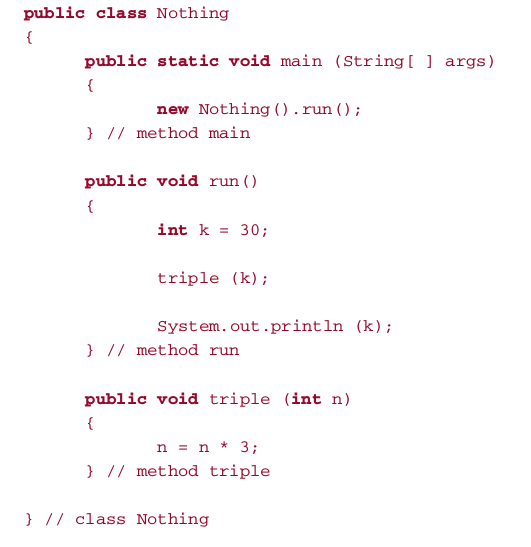 public class Nothing
{
public static void main (String[ ] args)
{
new Nothing().run();
} // method main
public void run()
{
int k = 30;
triple (k);
System.out.println (k);
} // method run
public void triple (int n)
{
n = n * 3;
} // method triple
} // class Nothing